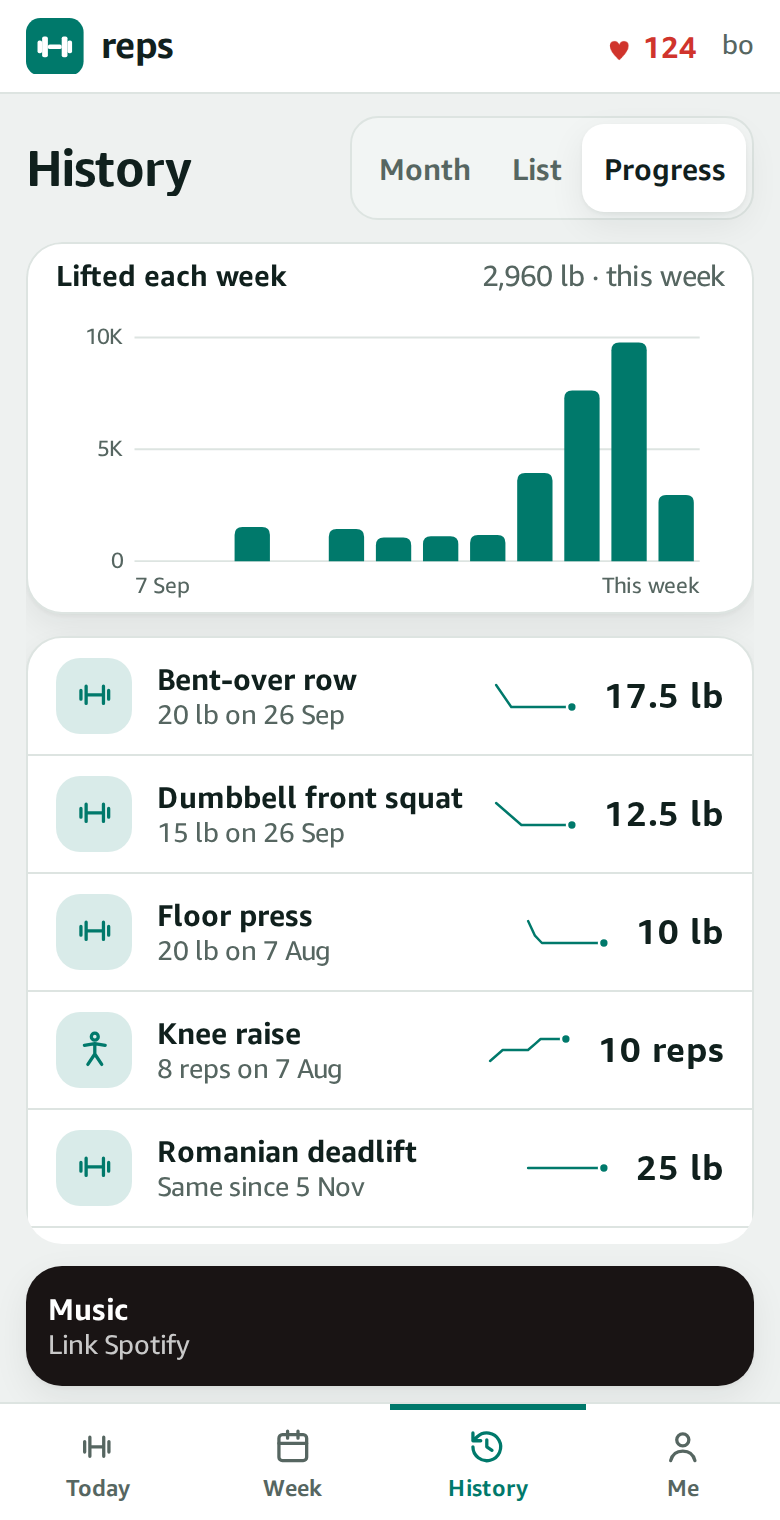 reps
124 bo
History
Month List Progress
Lifted each week
2,960 lb · this week
10K
5K
0
7 Sep
This week
Bent-over row
20 lb on 26 Sep
17.5 lb
Dumbbell front squat
15 lb on 26 Sep
12.5 lb
Floor press
20 lb on 7 Aug
10 lb
Knee raise
8 reps on 7 Aug
10 reps
Romanian deadlift
Same since 5 Nov
25 lb
Music
Link Spotify
Today
Week
History
Me